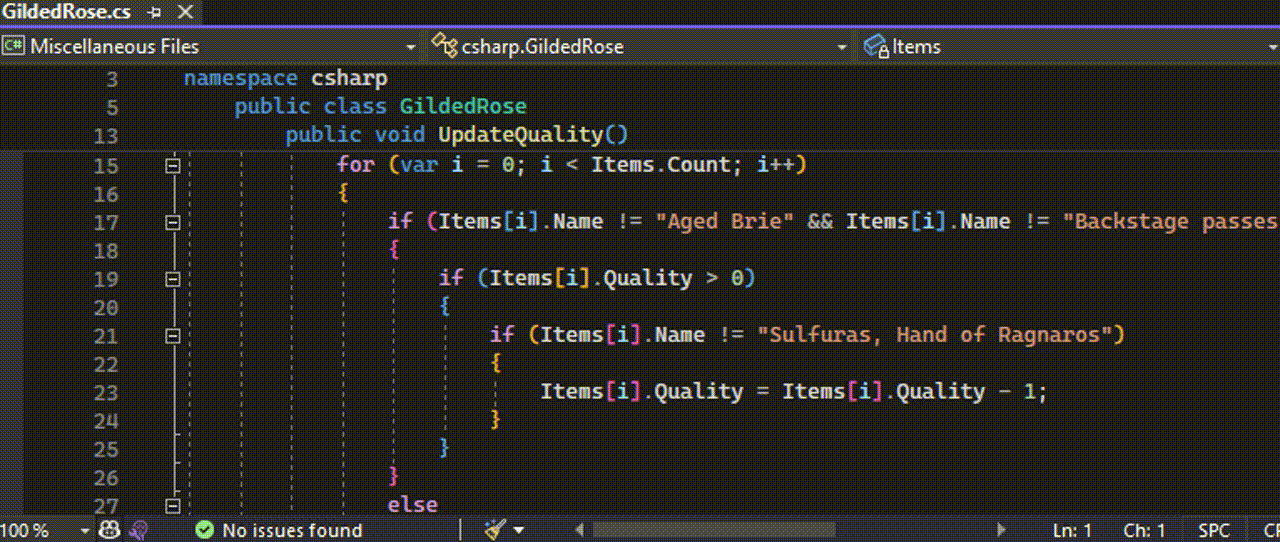 GildedRose.cs
C# Miscellaneous Files csharp.GildedRose Items
3 namespace csharp
5 public class GildedRose
13 public void UpdateQuality()
15 for (var i = 0; i < Items.Count; i++)
16 {
17 if (Items[i].Name != "Aged Brie" && Items[i].Name != "Backstage passes
18 {
19 if (Items[i].Quality > 0)
20 {
21 if (Items[i].Name != "Sulfuras, Hand of Ragnaros")
22 {
23 Items[i].Quality = Items[i].Quality - 1;
24 }
25 }
26 }
27 else
100 % No issues found Ln: 1 Ch: 1 SPC